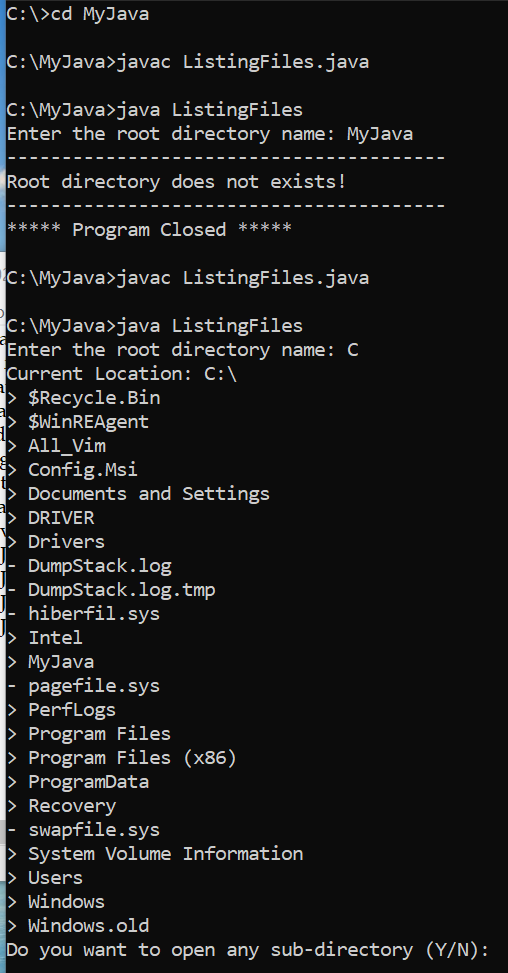 C:\>cd MyJava
C:\MyJava>javac ListingFiles.java
C:\MyJava>java ListingFiles
Enter the root directory name: MyJava
----------------------------------------
Root directory does not exists!
----------------------------------------
***** Program Closed *****
C:\MyJava>javac ListingFiles.java
C:\MyJava>java ListingFiles
Enter the root directory name: C
Current Location: C:\
> $Recycle.Bin
> $WinREAgent
> All_Vim
> Config.Msi
> Documents and Settings
> DRIVER
> Drivers
- DumpStack.log
- DumpStack.log.tmp
- hiberfil.sys
> Intel
> MyJava
- pagefile.sys
> PerfLogs
> Program Files
> Program Files (x86)
> ProgramData
> Recovery
- swapfile.sys
> System Volume Information
> Users
> Windows
> Windows.old
Do you want to open any sub-directory (Y/N):